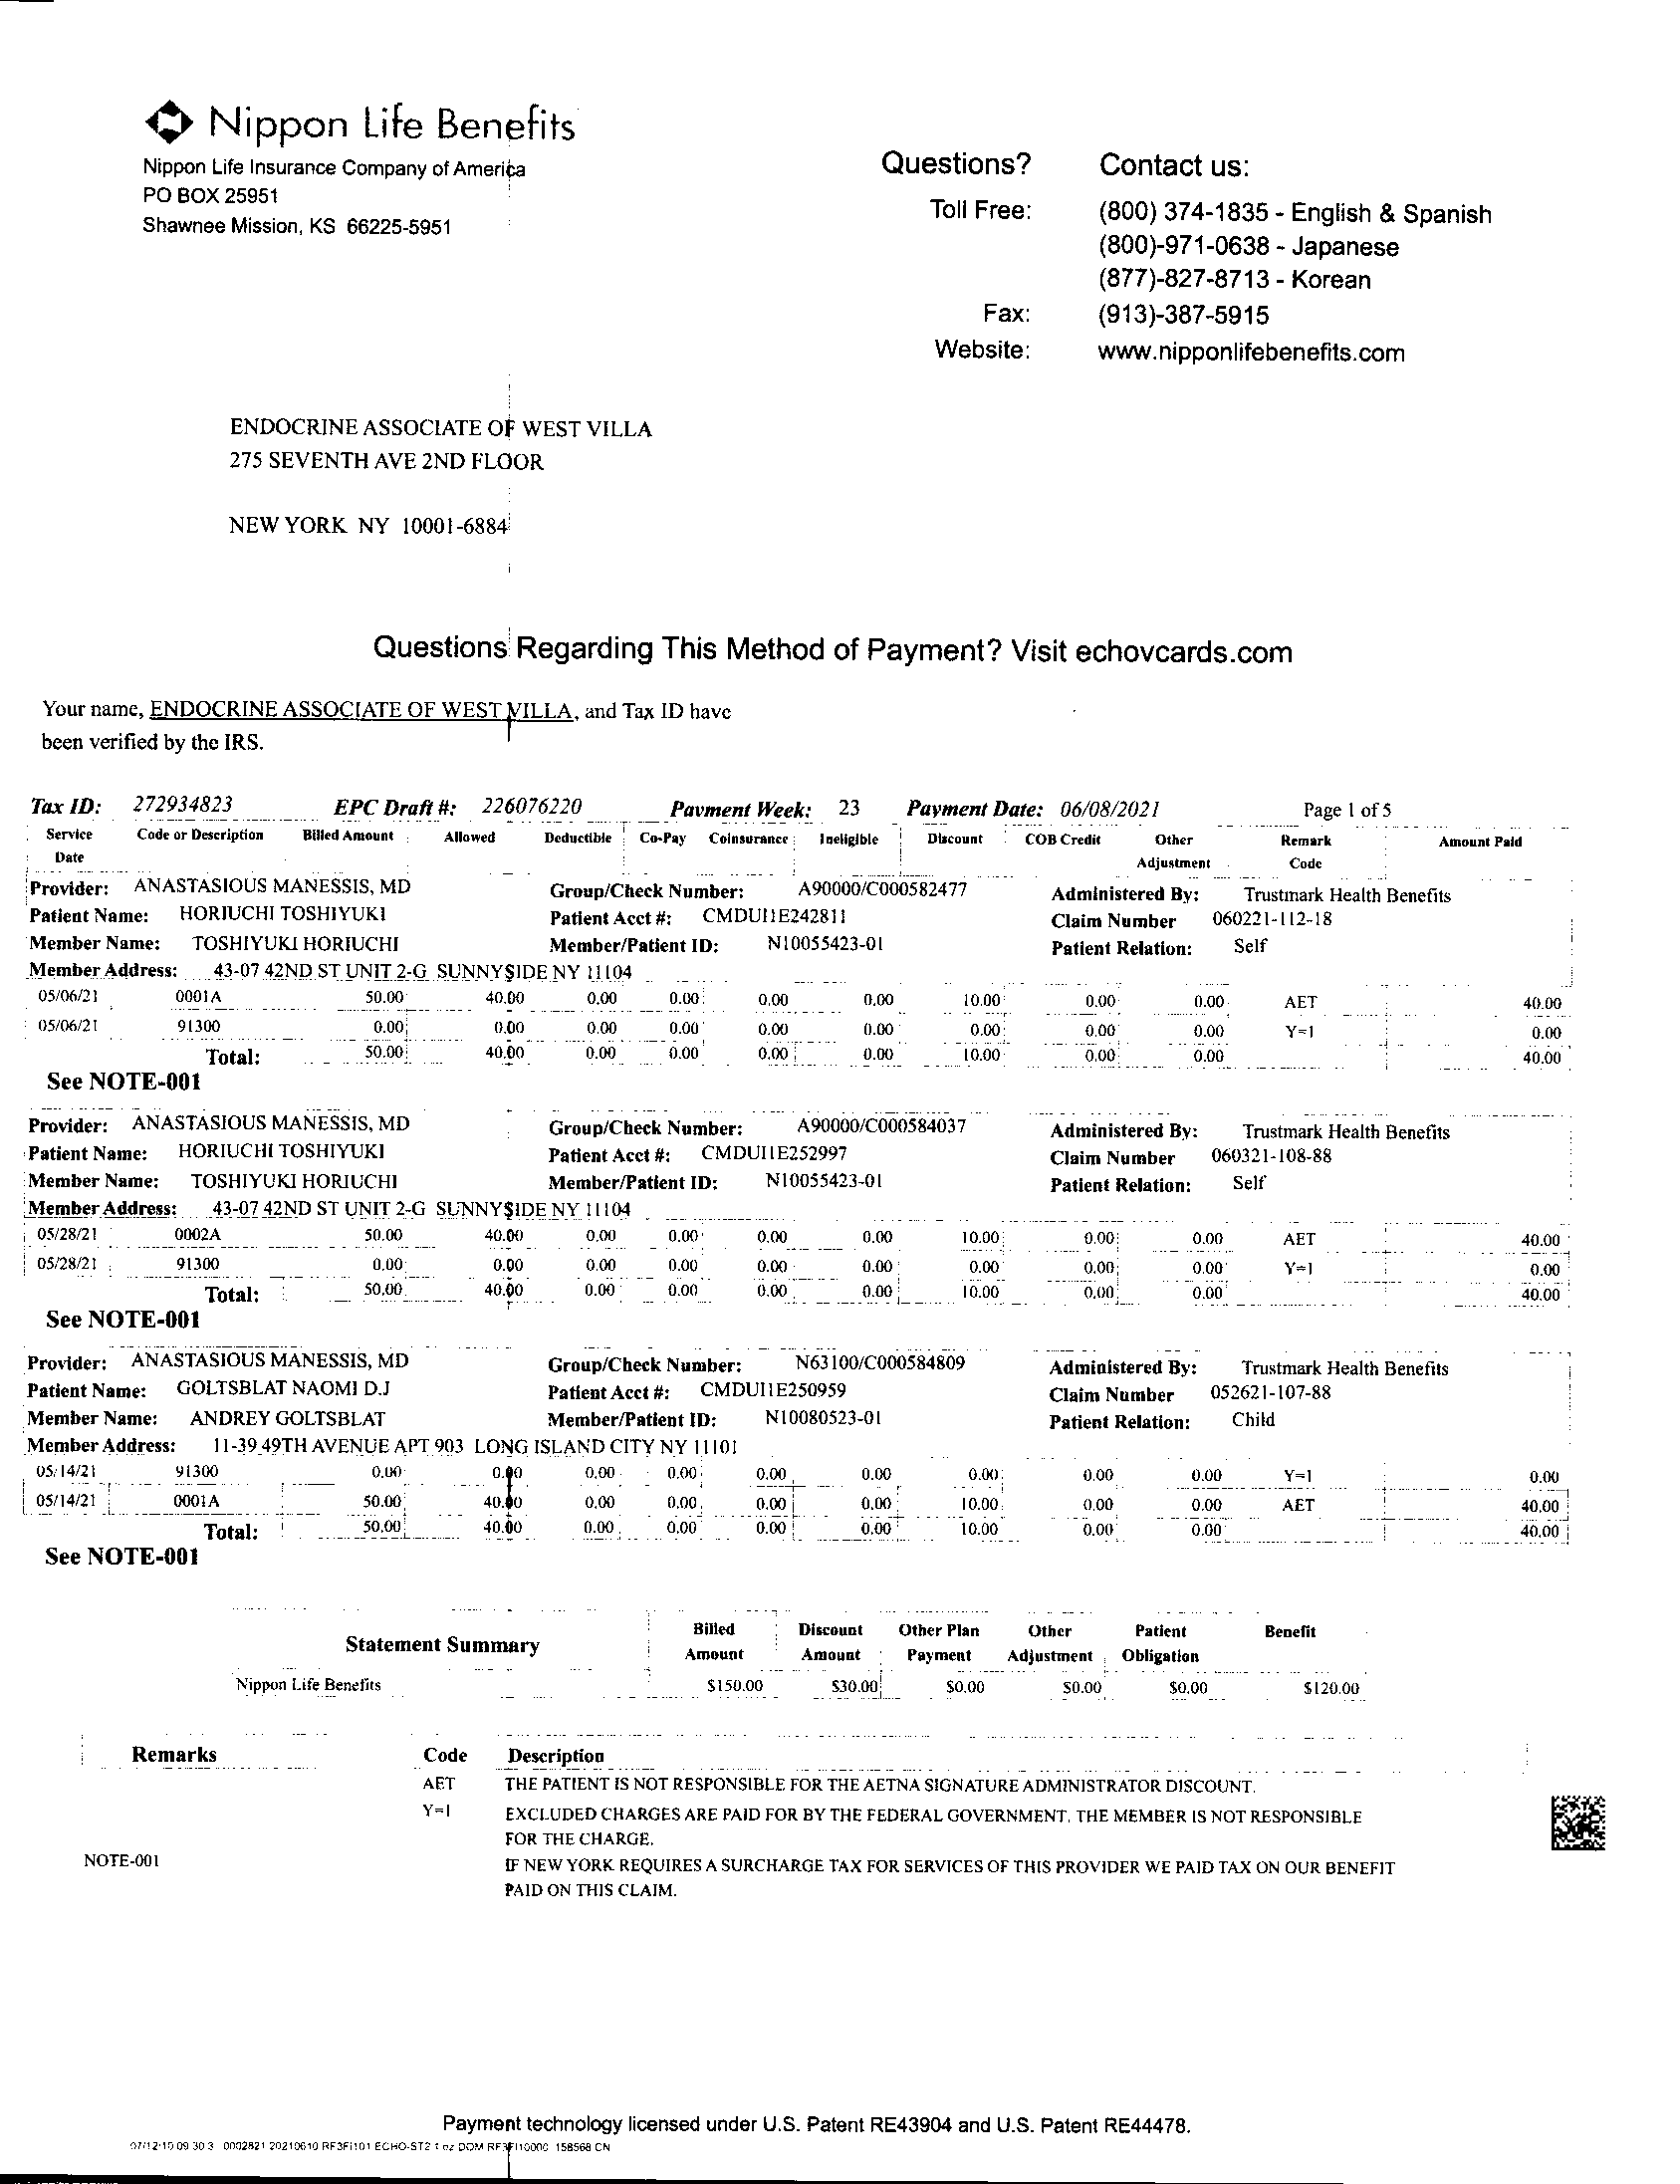 Nippon Life Benefits
Nippon Life Insurance Company of America
PO BOX 25951
Shawnee Mission, KS 66225-5951
Questions? Contact us:
Toll Free: (800) 374-1835 - English & Spanish
(800)-971-0638 - Japanese
(877)-827-8713 - Korean
Fax: (913)-387-5915
Website: www.nipponlifebenefits.com
ENDOCRINE ASSOCIATE OF WEST VILLA
275 SEVENTH AVE 2ND FLOOR
NEW YORK NY 10001-6884
Questions Regarding This Method of Payment? Visit echovcards.com
Your name, ENDOCRINE ASSOCIATE OF WEST VILLA, and Tax ID have
been verified by the IRS.
Tax ID: 272934823 EPC Draft #: 226076220 Payment Week: 23 Payment Date: 06/08/2021 Page 1 of 5
Service Code or Description Billed Amount Allowed Deductible Co-Pay Coinsurance Ineligible Discount COB Credit Other Remark Amount Paid
Date Adjustment Code
Provider: ANASTASIOUS MANESSIS, MD Group/Check Number: A90000/C000582477 Administered By: Trustmark Health Benefits
Patient Name: HORIUCHI TOSHIYUKI Patient Acct #: CMDU11E242811 Claim Number 060221-112-18
Member Name: TOSHIYUKI HORIUCHI Member/Patient ID: N10055423-01 Patient Relation: Self
Member Address: 43-07 42ND ST UNIT 2-G SUNNYSIDE NY 11104
05/06/21 0001A 50.00 40.00 0.00 0.00 0.00 0.00 10.00 0.00 0.00 AET 40.00
05/06/21 91300 0.00 0.00 0.00 0.00 0.00 0.00 0.00 0.00 0.00 Y=1 0.00
Total: 50.00 40.00 0.00 0.00 0.00 0.00 10.00 0.00 0.00 40.00
See NOTE-001
Provider: ANASTASIOUS MANESSIS, MD Group/Check Number: A90000/C000584037 Administered By: Trustmark Health Benefits
Patient Name: HORIUCHI TOSHIYUKI Patient Acct #: CMDU11E252997 Claim Number 060321-108-88
Member Name: TOSHIYUKI HORIUCHI Member/Patient ID: N10055423-01 Patient Relation: Self
Member Address: 43-07 42ND ST UNIT 2-G SUNNYSIDE NY 11104
05/28/21 0002A 50.00 40.00 0.00 0.00 0.00 0.00 10.00 0.00 0.00 AET 40.00
05/28/21 91300 0.00 0.00 0.00 0.00 0.00 0.00 0.00 0.00 0.00 Y=1 0.00
Total: 50.00 40.00 0.00 0.00 0.00 0.00 10.00 0.00 0.00 40.00
See NOTE-001
Provider: ANASTASIOUS MANESSIS, MD Group/Check Number: N63100/C000584809 Administered By: Trustmark Health Benefits
Patient Name: GOLTSBLAT NAOMI D.J Patient Acct #: CMDU11E250959 Claim Number 052621-107-88
Member Name: ANDREY GOLTSBLAT Member/Patient ID: N10080523-01 Patient Relation: Child
Member Address: 11-39 49TH AVENUE APT 903 LONG ISLAND CITY NY 11101
05/14/21 91300 0.00 0.00 0.00 0.00 0.00 0.00 0.00 0.00 0.00 Y=1 0.00
05/14/21 0001A 50.00 40.00 0.00 0.00 0.00 0.00 10.00 0.00 0.00 AET 40.00
Total: 50.00 40.00 0.00 0.00 0.00 0.00 10.00 0.00 0.00 40.00
See NOTE-001
Statement Summary Billed Discount Other Plan Other Patient Benefit
Amount Amount Payment Adjustment Obligation
Nippon Life Benefits $150.00 $30.00 $0.00 $0.00 $0.00 $120.00
Remarks Code Description
AET THE PATIENT IS NOT RESPONSIBLE FOR THE AETNA SIGNATURE ADMINISTRATOR DISCOUNT.
Y=1 EXCLUDED CHARGES ARE PAID FOR BY THE FEDERAL GOVERNMENT. THE MEMBER IS NOT RESPONSIBLE
FOR THE CHARGE.
NOTE-001 IF NEW YORK REQUIRES A SURCHARGE TAX FOR SERVICES OF THIS PROVIDER WE PAID TAX ON OUR BENEFIT
PAID ON THIS CLAIM.
Payment technology licensed under U.S. Patent RE43904 and U.S. Patent RE44478.
0002821 20210610 RF3FI101 ECHO-ST2 1 oz DOM 158568 CN